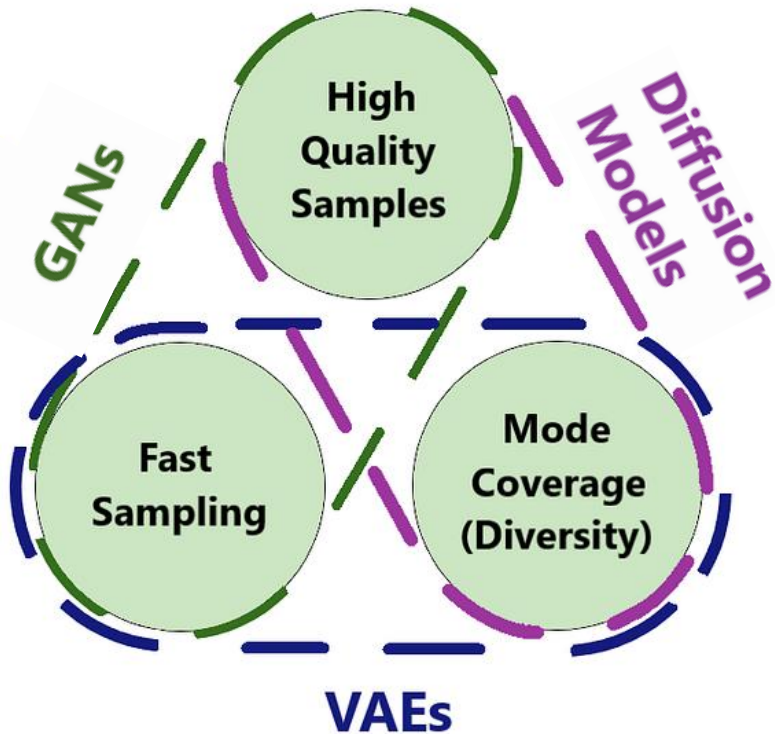 High
Quality
Samples
GANs
Diffusion
Models
Fast
Sampling
Mode
Coverage
(Diversity)
VAEs